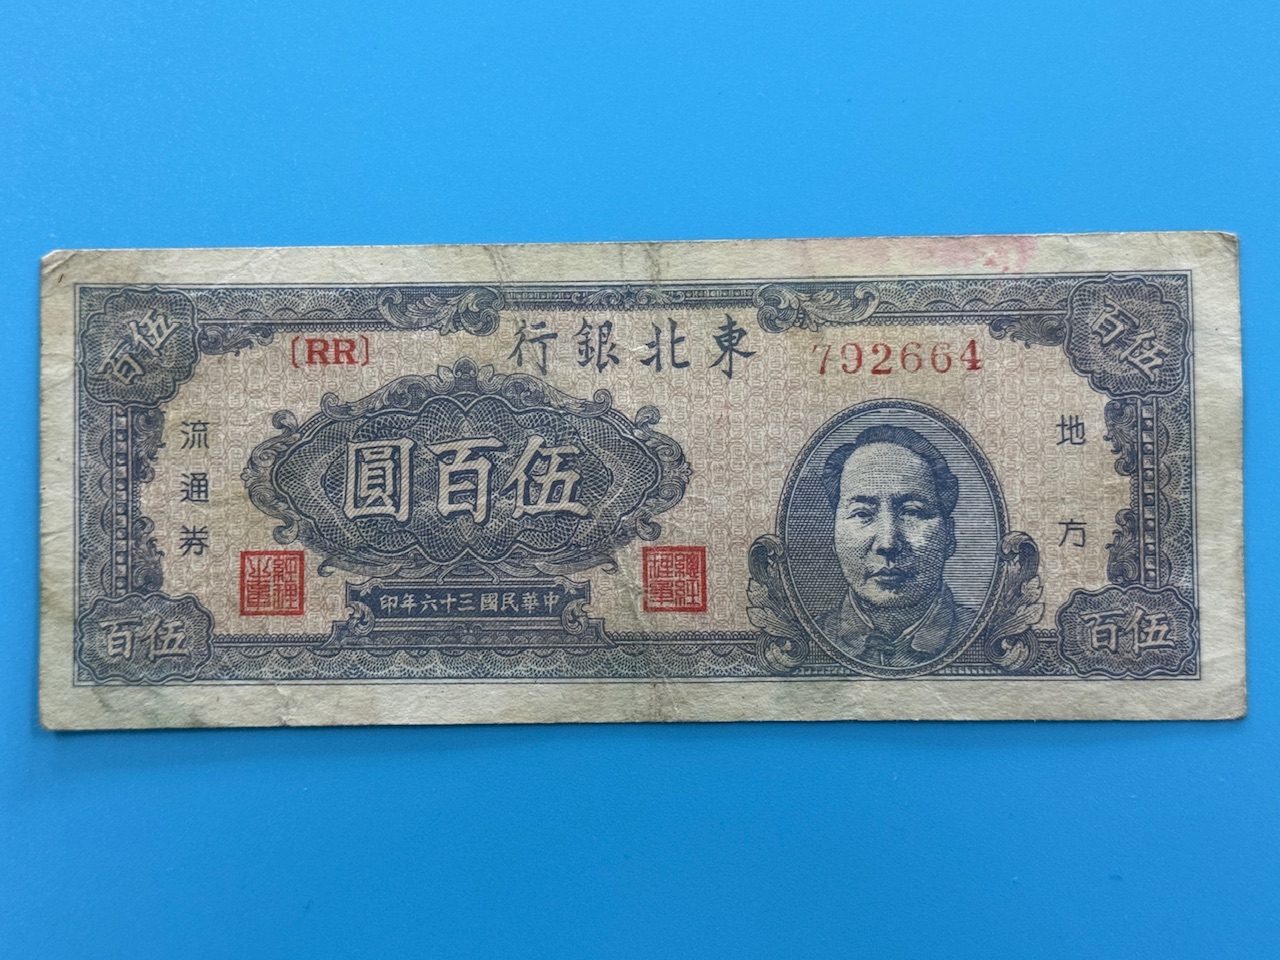 東北銀行
〔RR〕
792664
伍百
伍百
地方
流通券
伍百圓
中華民國三十六年印
伍百
伍百